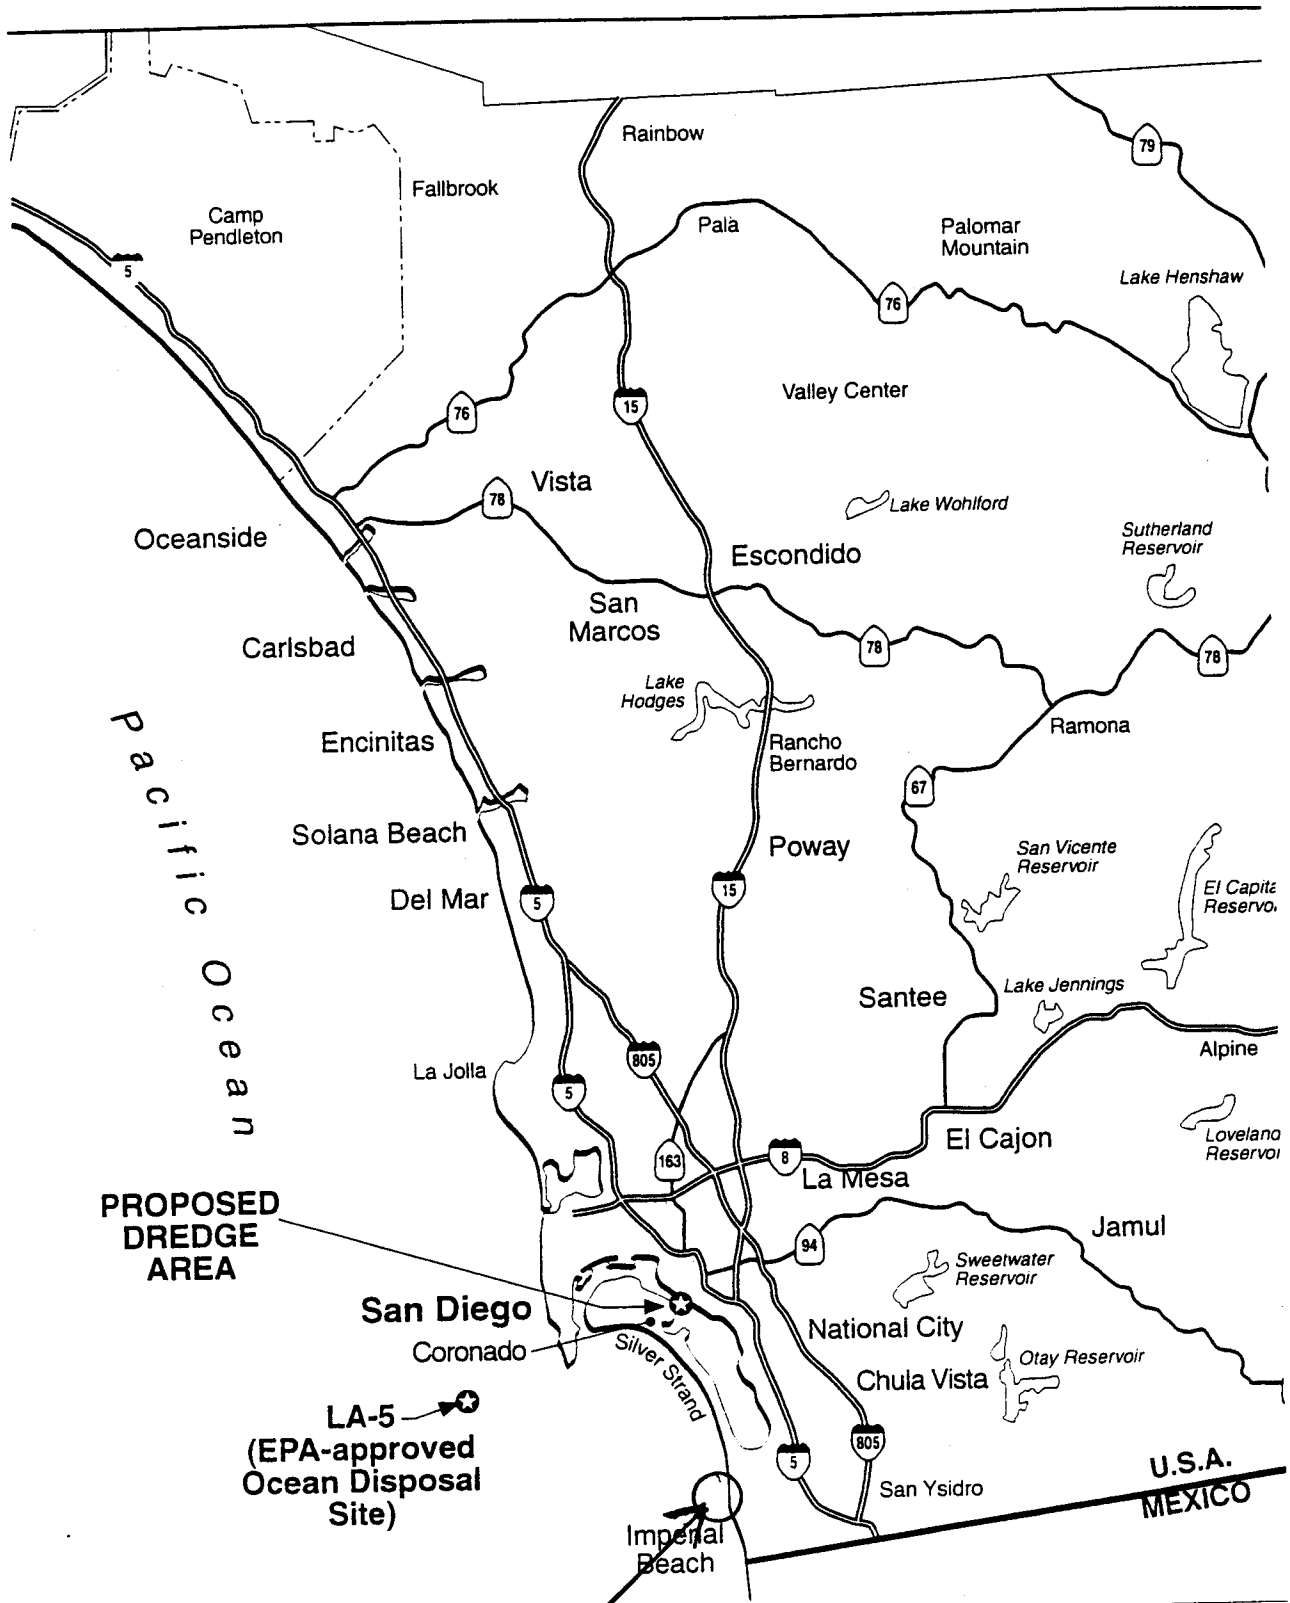 Rainbow
79
Fallbrook
Camp
Pendleton
Pala
Palomar
Mountain
5
Lake Henshaw
76
15
Valley Center
76
Vista
78
Lake Wohlford
Oceanside
Sutherland
Reservoir
Escondido
San
Marcos
Carlsbad
78
78
Lake
Hodges
Ramona
Pacific Ocean
Encinitas
Rancho
Bernardo
67
Solana Beach
Poway
San Vicente
Reservoir
Del Mar
5
15
El Capita
Reservo
Santee
Lake Jennings
805
Alpine
La Jolla
5
El Cajon
Loveland
Reservoi
163
8
La Mesa
PROPOSED
DREDGE
AREA
94
Jamul
Sweetwater
Reservoir
San Diego
National City
Coronado
Silver Strand
Otay Reservoir
Chula Vista
LA-5
(EPA-approved
Ocean Disposal
Site)
805
5
U.S.A.
MEXICO
San Ysidro
Imperial
Beach